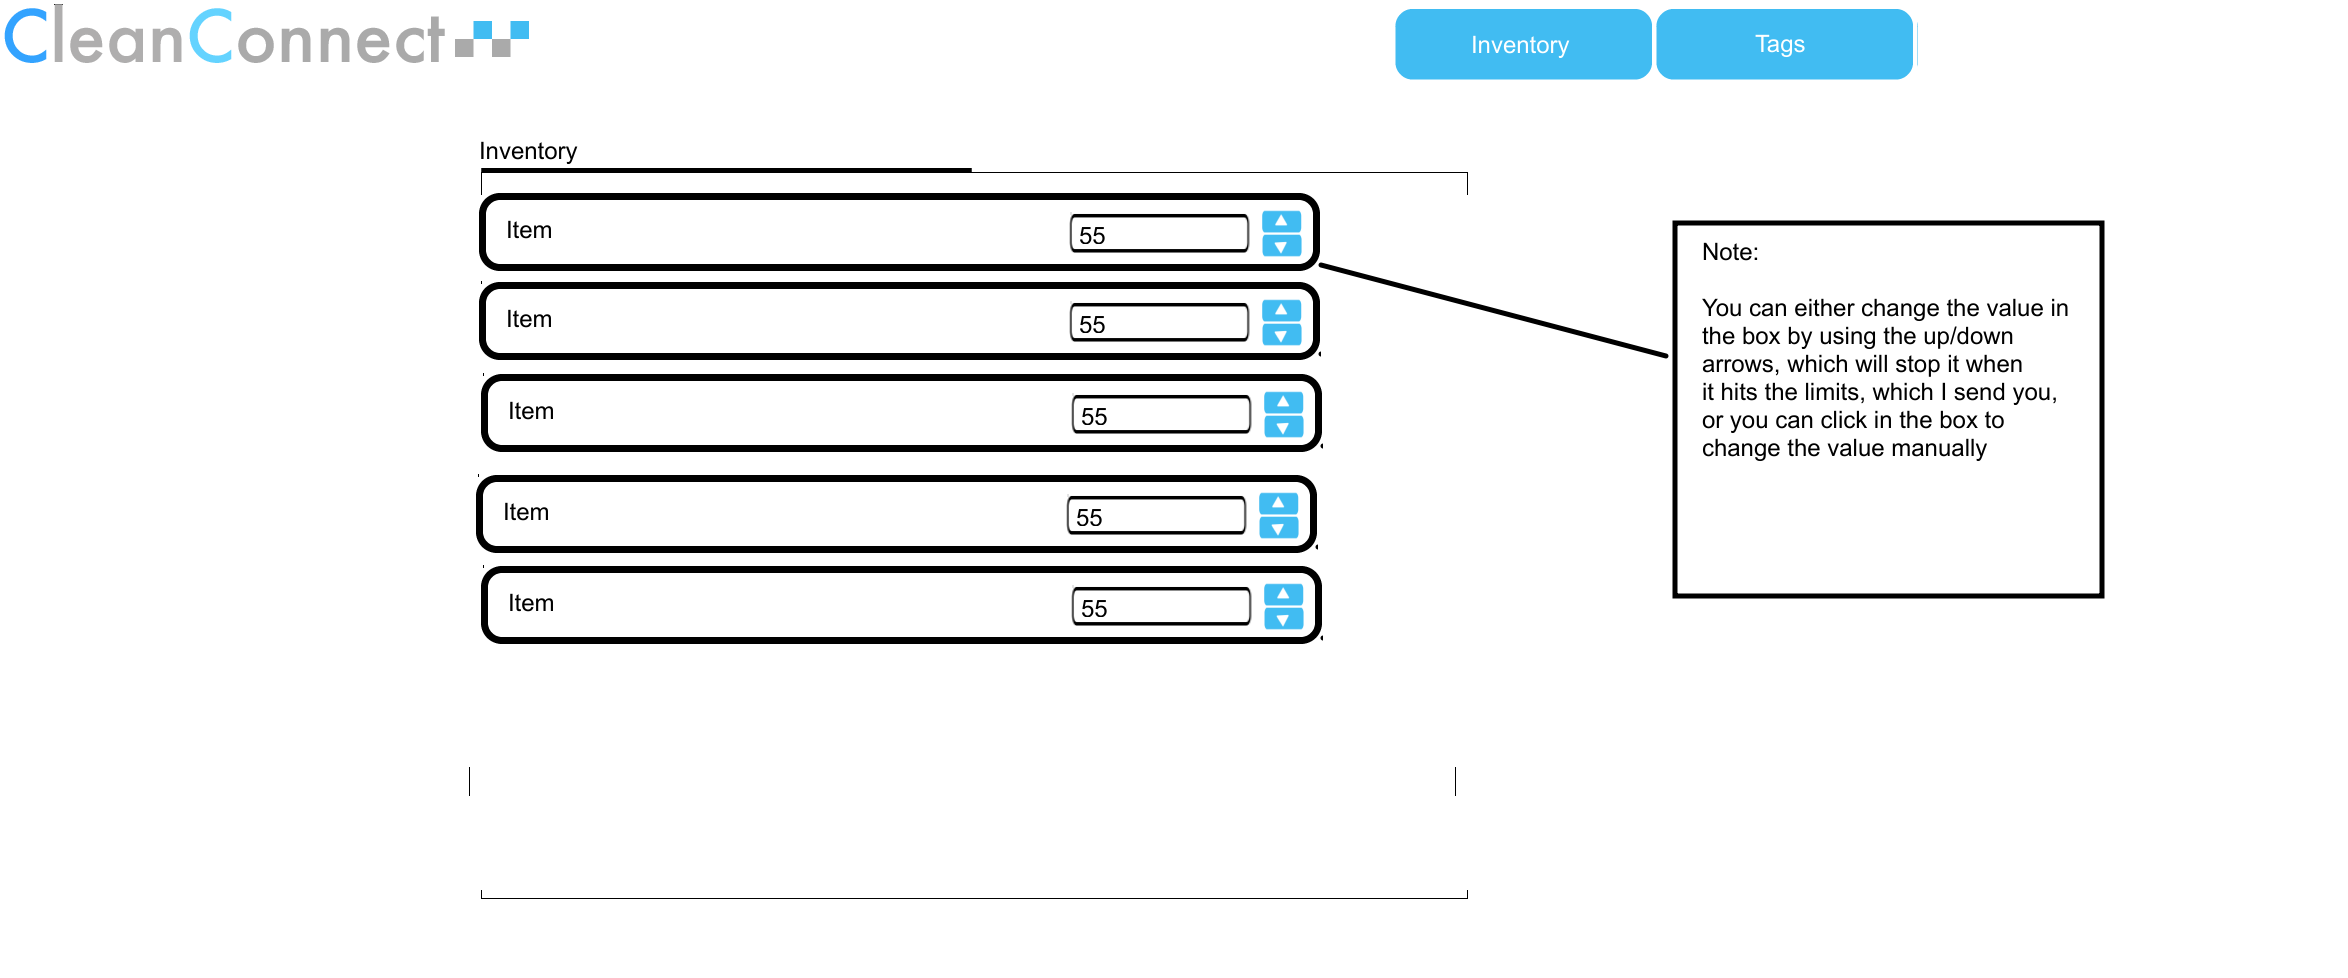 CleanConnect
Inventory
Tags
Inventory
Item
55
Item
55
Item
55
Item
55
Item
55
Note:
You can either change the value in
the box by using the up/down
arrows, which will stop it when
it hits the limits, which I send you,
or you can click in the box to
change the value manually